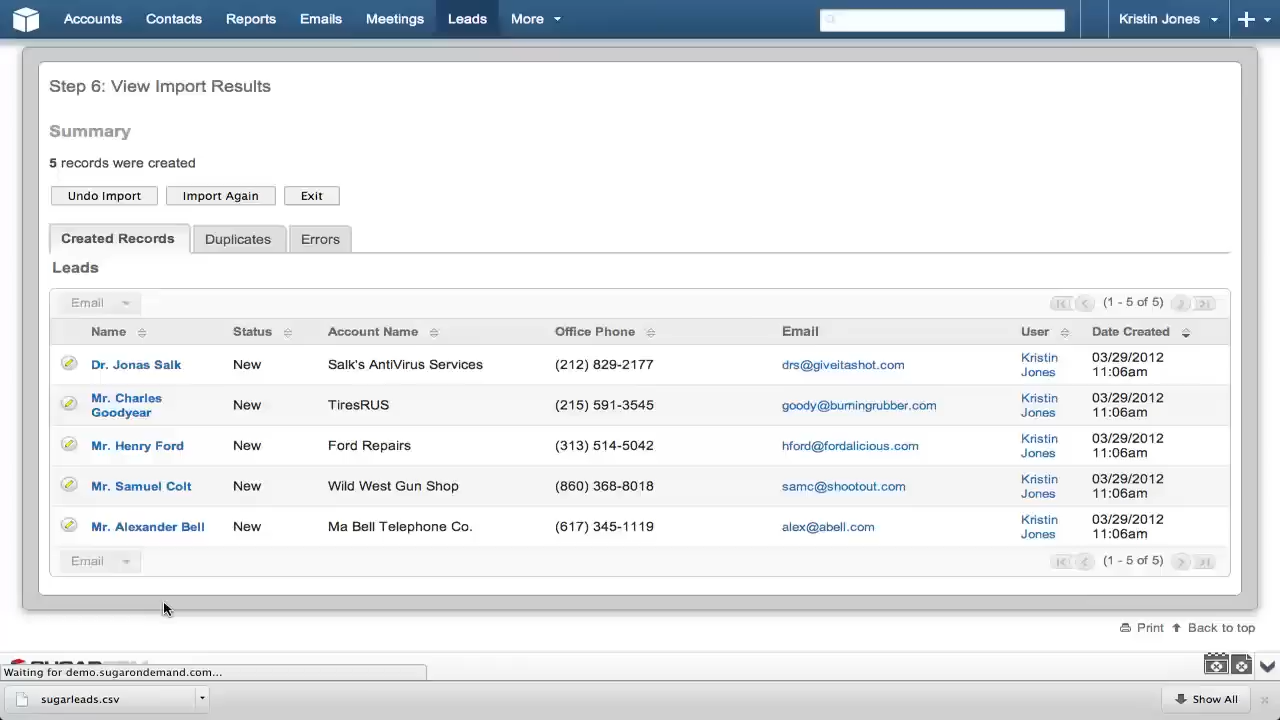 Accounts Contacts Reports Emails Meetings Leads More Kristin Jones
Step 6: View Import Results
Summary
5 records were created
Undo Import Import Again Exit
Created Records Duplicates Errors
Leads
Email (1 - 5 of 5)
Name Status Account Name Office Phone Email User Date Created
Dr. Jonas Salk New Salk's AntiVirus Services (212) 829-2177 drs@giveitashot.com Kristin Jones 03/29/2012 11:06am
Mr. Charles Goodyear New TiresRUS (215) 591-3545 goody@burningrubber.com Kristin Jones 03/29/2012 11:06am
Mr. Henry Ford New Ford Repairs (313) 514-5042 hford@fordalicious.com Kristin Jones 03/29/2012 11:06am
Mr. Samuel Colt New Wild West Gun Shop (860) 368-8018 samc@shootout.com Kristin Jones 03/29/2012 11:06am
Mr. Alexander Bell New Ma Bell Telephone Co. (617) 345-1119 alex@abell.com Kristin Jones 03/29/2012 11:06am
Email (1 - 5 of 5)
Print Back to top
Waiting for demo.sugarondemand.com...
sugarleads.csv Show All